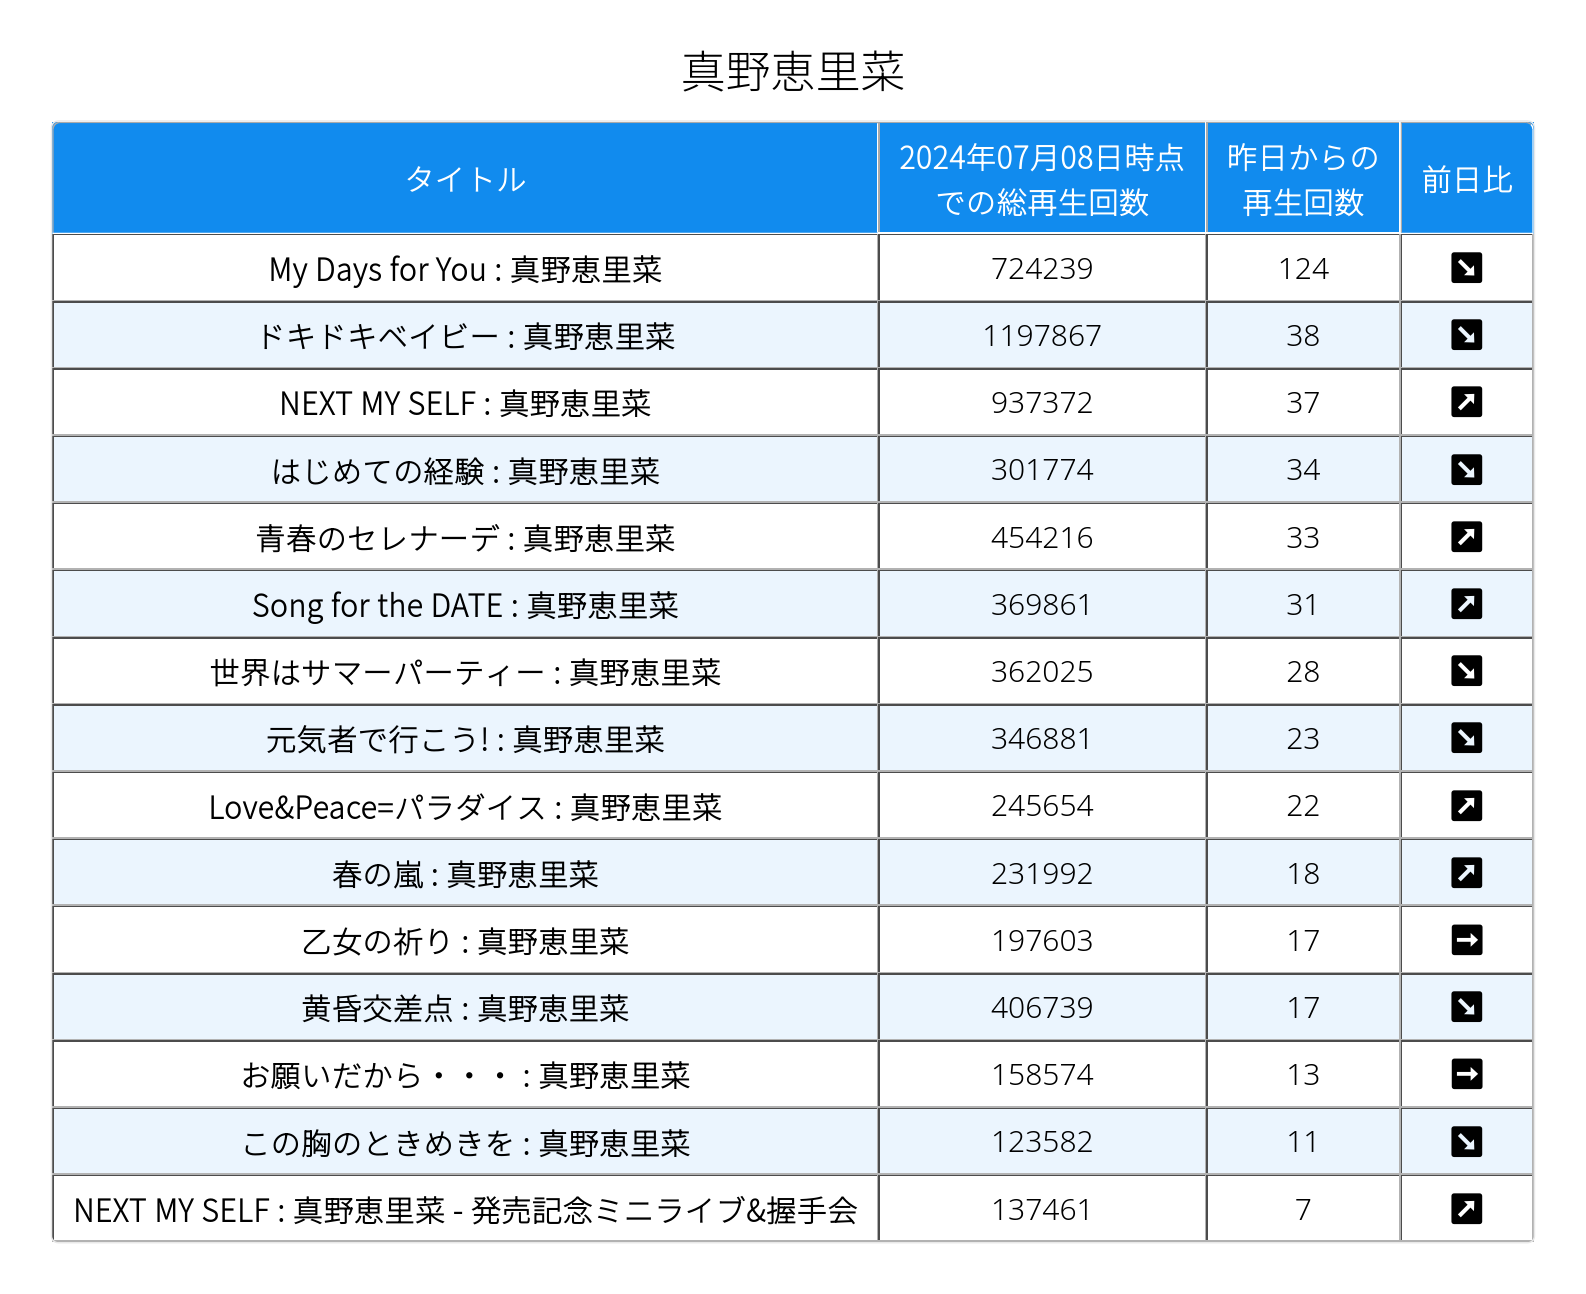 真野恵里菜
タイトル 2024年07月08日時点での総再生回数 昨日からの再生回数 前日比
My Days for You : 真野恵里菜 724239 124 ↘
ドキドキベイビー : 真野恵里菜 1197867 38 ↘
NEXT MY SELF : 真野恵里菜 937372 37 ↗
はじめての経験 : 真野恵里菜 301774 34 ↘
青春のセレナーデ : 真野恵里菜 454216 33 ↗
Song for the DATE : 真野恵里菜 369861 31 ↗
世界はサマーパーティー : 真野恵里菜 362025 28 ↘
元気者で行こう! : 真野恵里菜 346881 23 ↘
Love&Peace=パラダイス : 真野恵里菜 245654 22 ↗
春の嵐 : 真野恵里菜 231992 18 ↗
乙女の祈り : 真野恵里菜 197603 17 →
黄昏交差点 : 真野恵里菜 406739 17 ↘
お願いだから・・・ : 真野恵里菜 158574 13 →
この胸のときめきを : 真野恵里菜 123582 11 ↘
NEXT MY SELF : 真野恵里菜 - 発売記念ミニライブ&握手会 137461 7 ↗